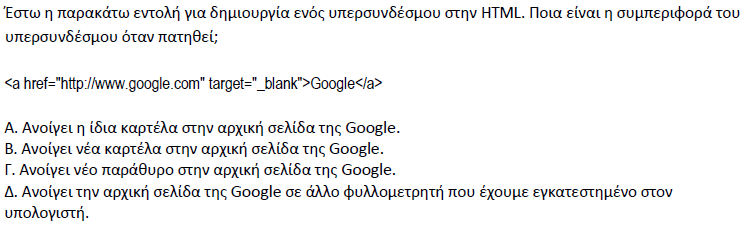 Έστω η παρακάτω εντολή για δημιουργία ενός υπερσυνδέσμου στην HTML. Ποια είναι η συμπεριφορά του
υπερσυνδέσμου όταν πατηθεί;
<a href="http://www.google.com" target="_blank">Google</a>
Α. Ανοίγει η ίδια καρτέλα στην αρχική σελίδα της Google.
Β. Ανοίγει νέα καρτέλα στην αρχική σελίδα της Google.
Γ. Ανοίγει νέο παράθυρο στην αρχική σελίδα της Google.
Δ. Ανοίγει την αρχική σελίδα της Google σε άλλο φυλλομετρητή που έχουμε εγκατεστημένο στον
υπολογιστή.